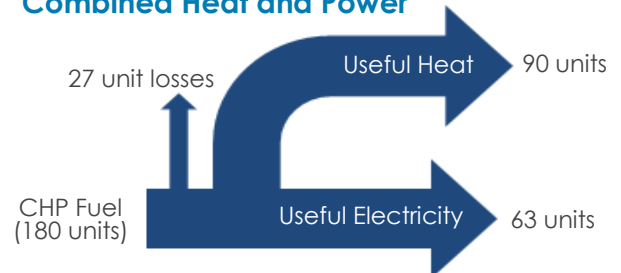 Combined Heat and Power
27 unit losses
Useful Heat
90 units
CHP Fuel
(180 units)
Useful Electricity
63 units